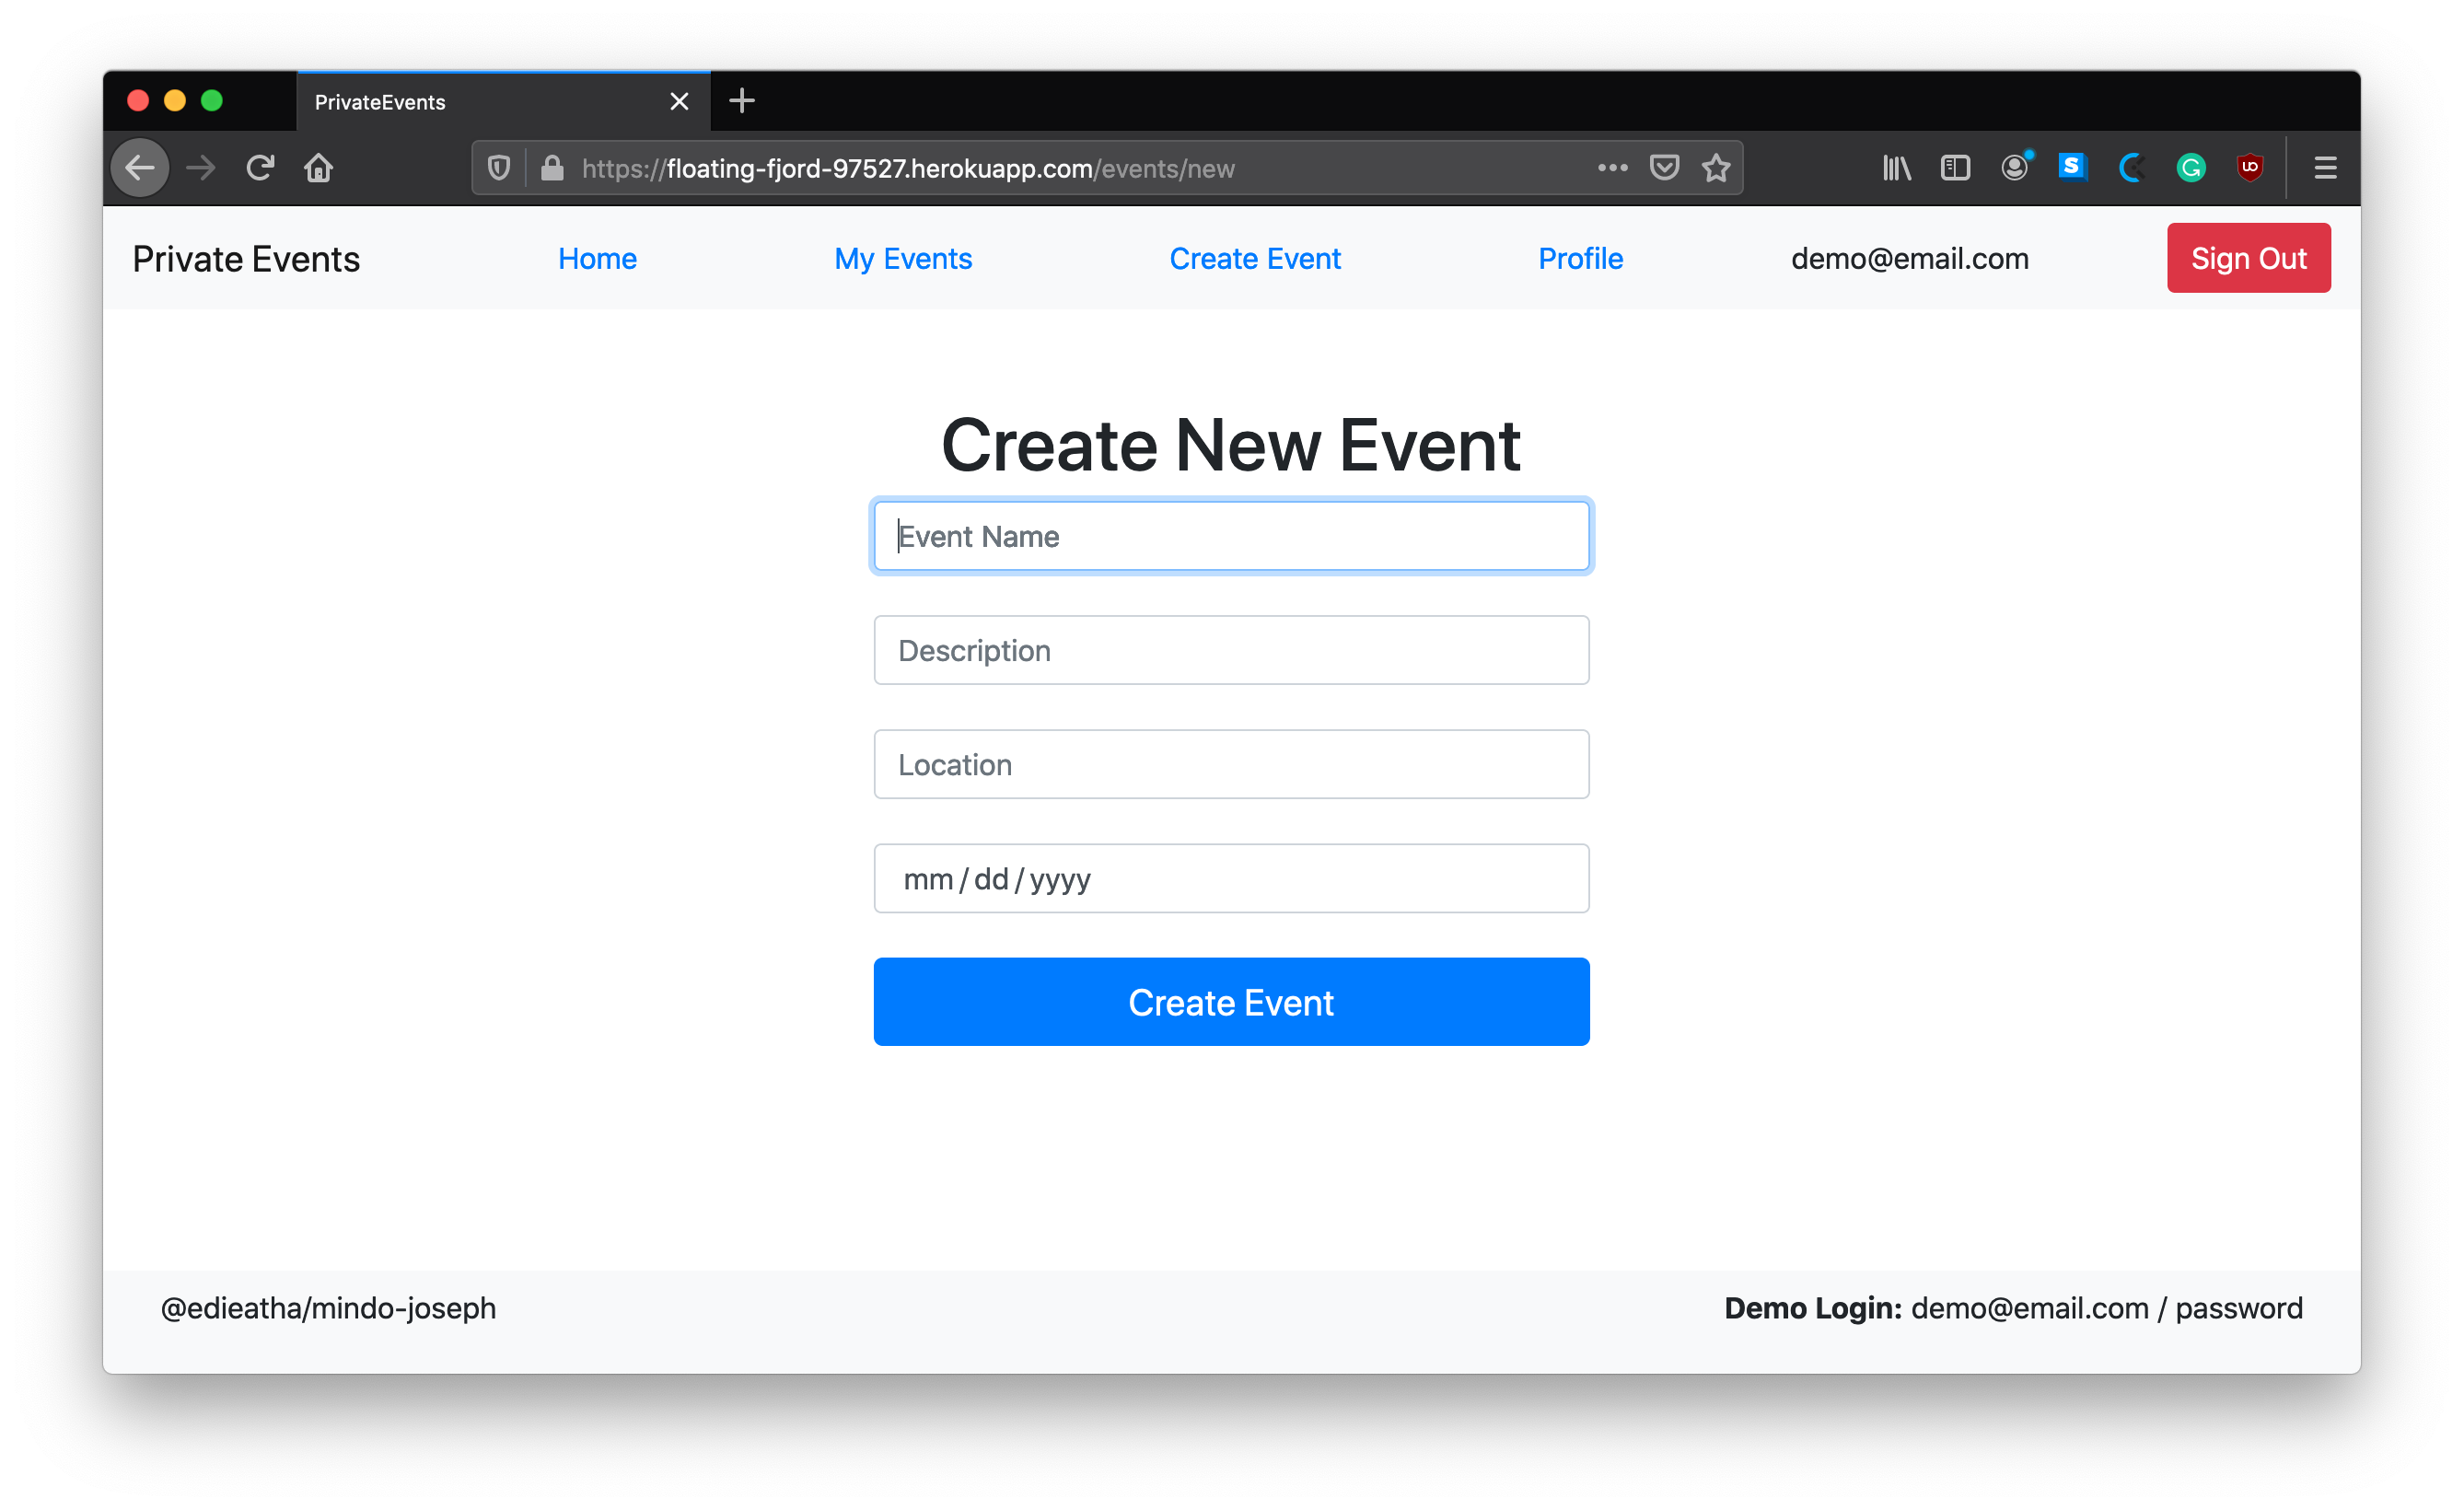 PrivateEvents
https://floating-fjord-97527.herokuapp.com/events/new
Private Events Home My Events Create Event Profile demo@email.com Sign Out
Create New Event
Event Name
Description
Location
mm / dd / yyyy
Create Event
@edieatha/mindo-joseph Demo Login: demo@email.com / password